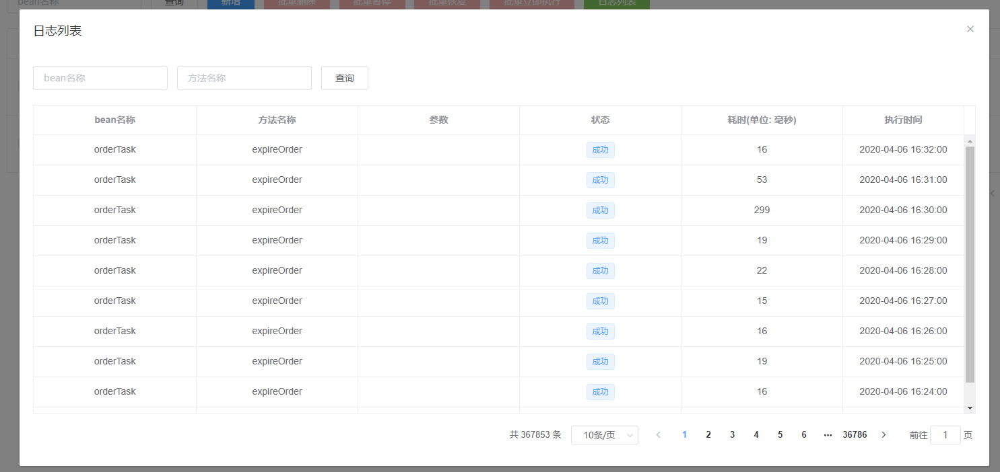 bean名称 查询 新增 批量删除 批量暂停 批量恢复 批量立即执行 日志列表
日志列表
bean名称 方法名称 查询
bean名称 方法名称 参数 状态 耗时(单位: 毫秒) 执行时间
orderTask expireOrder 成功 16 2020-04-06 16:32:00
orderTask expireOrder 成功 53 2020-04-06 16:31:00
orderTask expireOrder 成功 299 2020-04-06 16:30:00
orderTask expireOrder 成功 19 2020-04-06 16:29:00
orderTask expireOrder 成功 22 2020-04-06 16:28:00
orderTask expireOrder 成功 15 2020-04-06 16:27:00
orderTask expireOrder 成功 16 2020-04-06 16:26:00
orderTask expireOrder 成功 19 2020-04-06 16:25:00
orderTask expireOrder 成功 16 2020-04-06 16:24:00
共 367853 条 10条/页 1 2 3 4 5 6 ••• 36786 前往 1 页